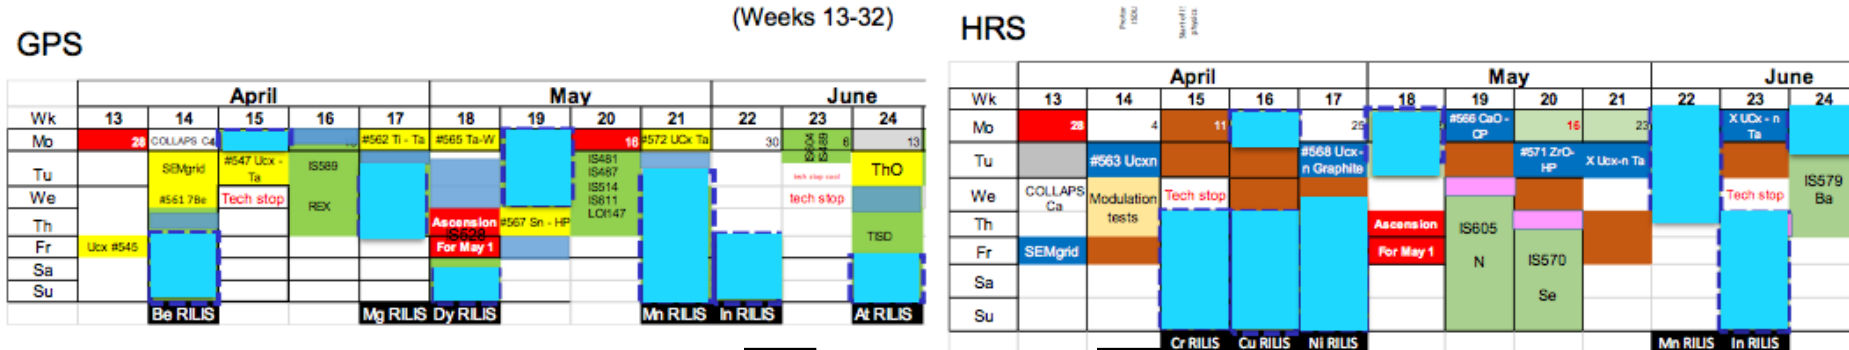 (Weeks 13-32)
GPS
April May June
Wk 13 14 15 16 17 18 19 20 21 22 23 24
Mo 28 COLLAPS #562 Ti - Ta #565 Ta-W 16 #572 UCx Ta 30 IS604 IS489 6 13
Tu SEMgrid #547 Ucx - Ta IS589 IS481 ThO
IS487
We #561 7Be Tech stop REX IS514 tech stop
IS611
Th Ascension #567 Sn - HP LOI147
IS628 TISD
Fr Ucx #545 For May 1
Sa
Su
Be RILIS Mg RILIS Dy RILIS Mn RILIS In RILIS At RILIS
HRS
April May June
Wk 13 14 15 16 17 18 19 20 21 22 23 24
Mo 28 4 11 #566 CaO - CP 16 23 X UCx - n Ta
Tu #563 Ucxn #568 Ucx-n Graphite #571 ZrO-HP X Ucx-n Ta
We COLLAPS Ca Modulation tests Tech stop Tech stop IS579 Ba
Th Ascension IS605
Fr SEMgrid For May 1 N IS570
Sa Se
Su
Cr RILIS Cu RILIS Ni RILIS Mn RILIS In RILIS